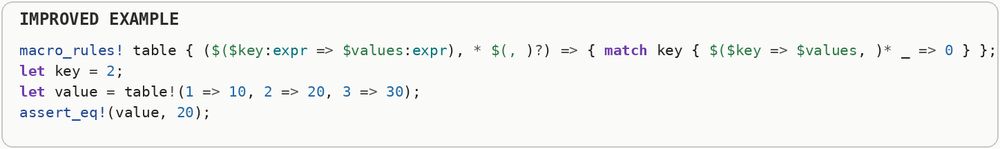 IMPROVED EXAMPLE
macro_rules! table { ($($key:expr => $values:expr), * $(, )?) => { match key { $($key => $values, )* _ => 0 } };
let key = 2;
let value = table!(1 => 10, 2 => 20, 3 => 30);
assert_eq!(value, 20);